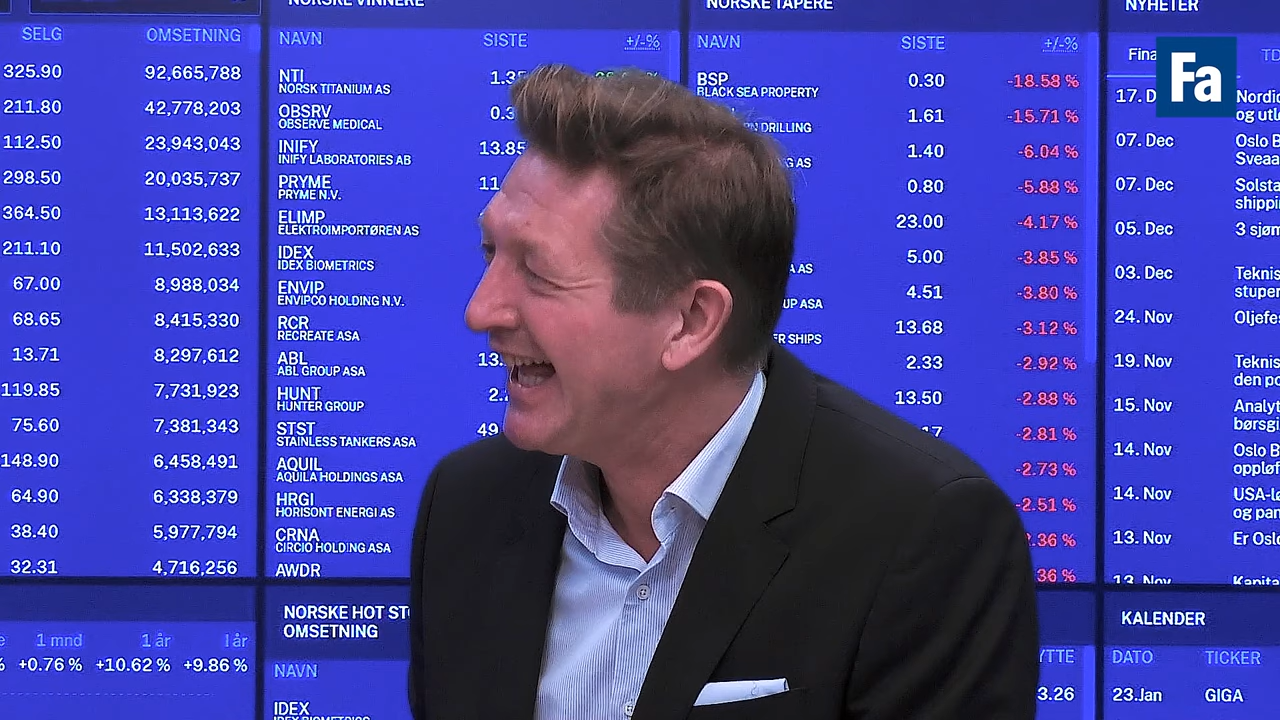 SELG OMSETNING
325.90 92,665,788
211.80 42,778,203
112.50 23,943,043
298.50 20,035,737
364.50 13,113,622
211.10 11,502,633
67.00 8,988,034
68.65 8,415,330
13.71 8,297,612
119.85 7,731,923
75.60 7,381,343
148.90 6,458,491
64.90 6,338,379
38.40 5,977,794
32.31 4,716,256
1 mnd 1 år I år
+0.76 % +10.62 % +9.86 %
NORSKE VINNERE
NAVN SISTE +/-%
NTI
NORSK TITANIUM AS
OBSRV
OBSERVE MEDICAL
INIFY 13.85
INIFY LABORATORIES AB
PRYME
PRYME N.V.
ELIMP
ELEKTROIMPORTØREN AS
IDEX
IDEX BIOMETRICS
ENVIP
ENVIPCO HOLDING N.V.
RCR
RECREATE ASA
ABL
ABL GROUP ASA
HUNT
HUNTER GROUP
STST
STAINLESS TANKERS ASA
AQUIL
AQUILA HOLDINGS ASA
HRGI
HORISONT ENERGI AS
CRNA
CIRCIO HOLDING ASA
AWDR
NORSKE HOT
OMSETNING
NAVN
IDEX
IDEX BIOMETRICS
NORSKE TAPERE
NAVN SISTE +/-%
BSP 0.30 -18.58 %
BLACK SEA PROPERTY
1.61 -15.71 %
DRILLING
1.40 -6.04 %
AS
0.80 -5.88 %
23.00 -4.17 %
5.00 -3.85 %
AS
4.51 -3.80 %
ASA
13.68 -3.12 %
SHIPS
2.33 -2.92 %
13.50 -2.88 %
-2.81 %
-2.73 %
-2.51 %
3.26
NYHETER
Fa
07. Dec
07. Dec
05. Dec 3
03. Dec
24. Nov
19. Nov
den
15. Nov
14. Nov Oslo
14. Nov
og
13. Nov Er
13. Nov
KALENDER
DATO TICKER
23.Jan GIGA